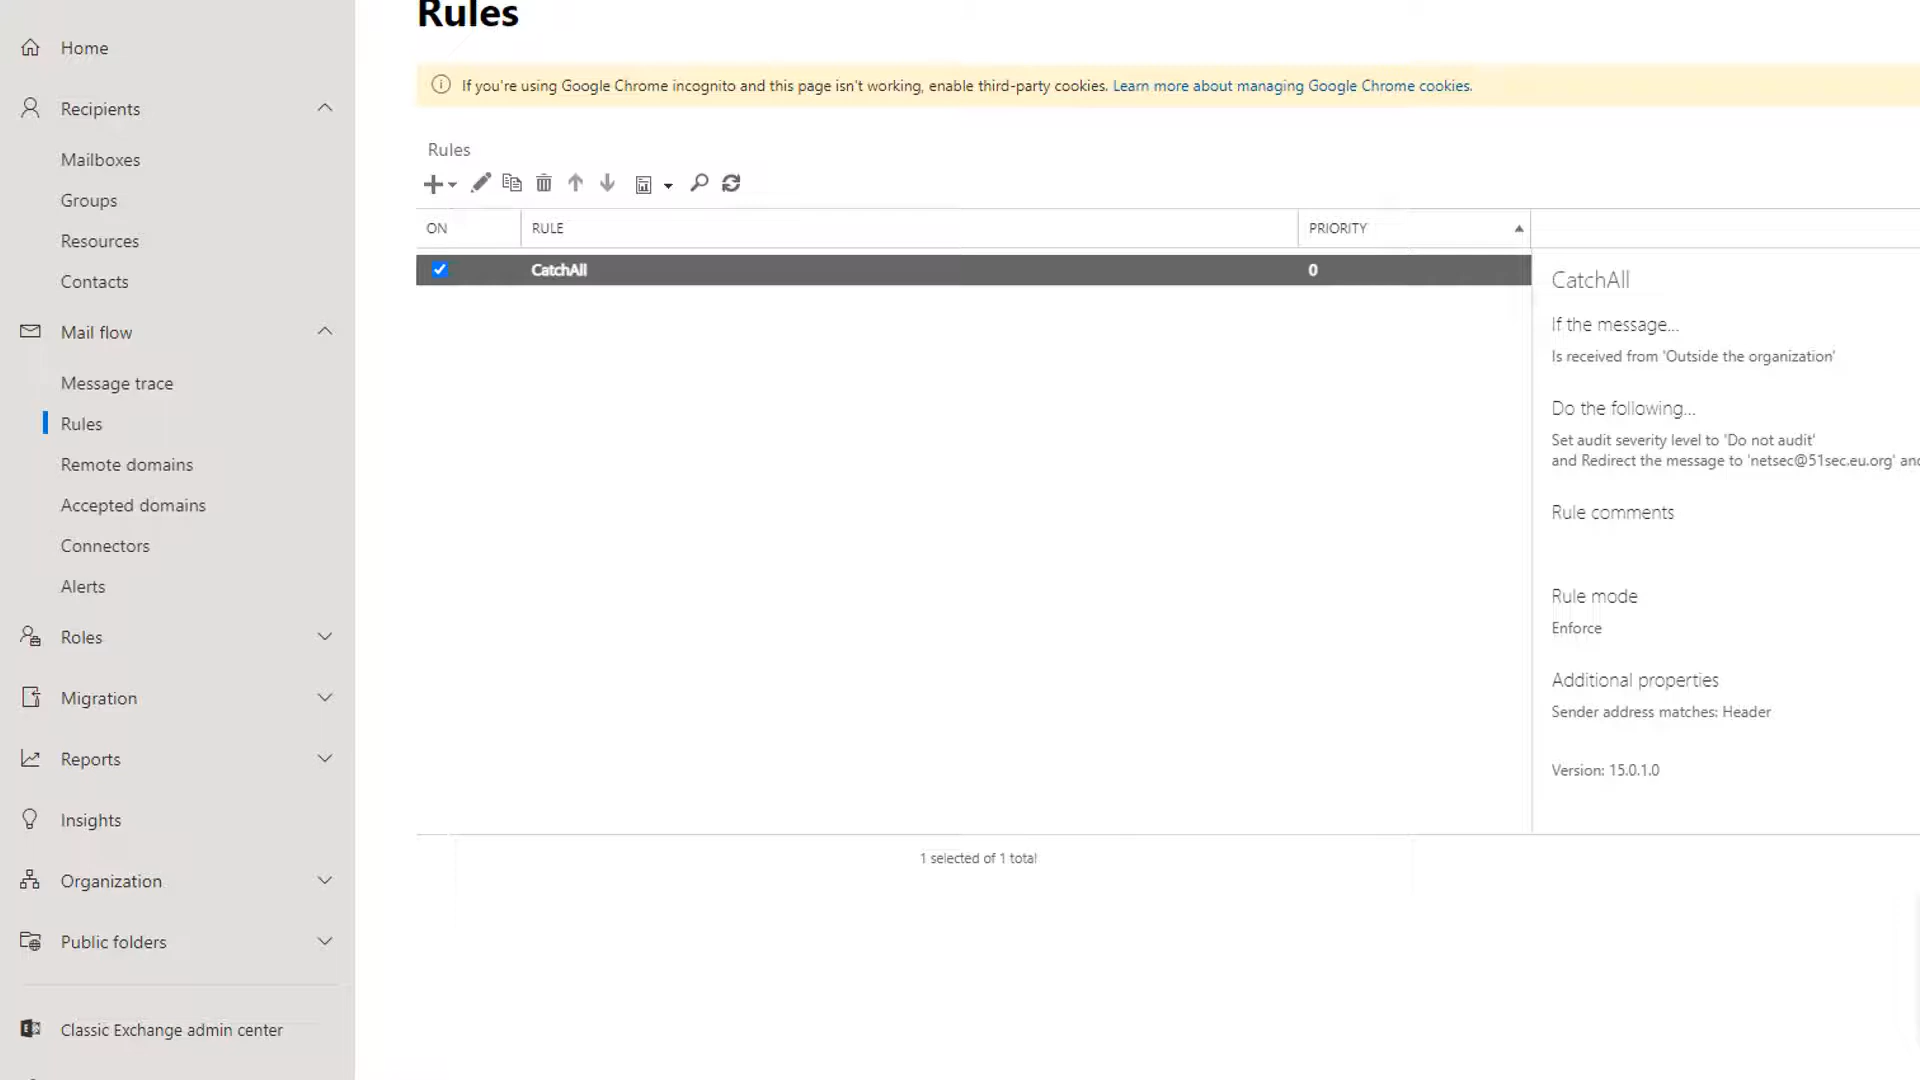 Rules
Home
Recipients
Mailboxes
Groups
Resources
Contacts
Mail flow
Message trace
Rules
Remote domains
Accepted domains
Connectors
Alerts
Roles
Migration
Reports
Insights
Organization
Public folders
Classic Exchange admin center
If you're using Google Chrome incognito and this page isn't working, enable third-party cookies. Learn more about managing Google Chrome cookies.
Rules
ON RULE PRIORITY
CatchAll 0
1 selected of 1 total
CatchAll
If the message...
Is received from 'Outside the organization'
Do the following...
Set audit severity level to 'Do not audit'
and Redirect the message to 'netsec@51sec.eu.org' and
Rule comments
Rule mode
Enforce
Additional properties
Sender address matches: Header
Version: 15.0.1.0